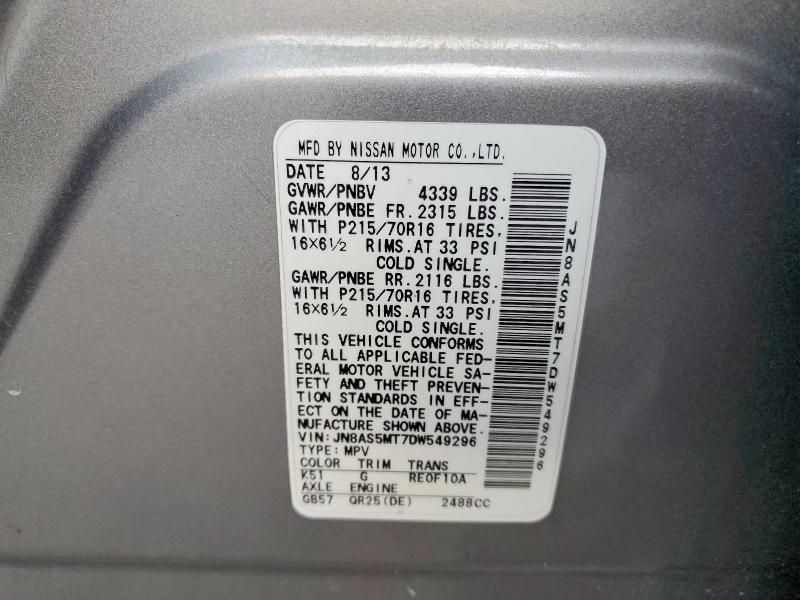 MFD BY NISSAN MOTOR CO.,LTD.
DATE 8/13
GVWR/PNBV 4339 LBS.
GAWR/PNBE FR.2315 LBS.
WITH P215/70R16 TIRES,
16×6½ RIMS.AT 33 PSI
COLD SINGLE.
GAWR/PNBE RR.2116 LBS.
WITH P215/70R16 TIRES,
16×6½ RIMS.AT 33 PSI
COLD SINGLE.
THIS VEHICLE CONFORMS
TO ALL APPLICABLE FED-
ERAL MOTOR VEHICLE SA-
FETY AND THEFT PREVEN-
TION STANDARDS IN EFF-
ECT ON THE DATE OF MA-
NUFACTURE SHOWN ABOVE.
VIN: JN8AS5MT7DW549296
TYPE: MPV
COLOR TRIM TRANS
K51 G RE0F10A
AXLE ENGINE
GB57 QR25(DE) 2488CC
JN8AS5MT7DW549296